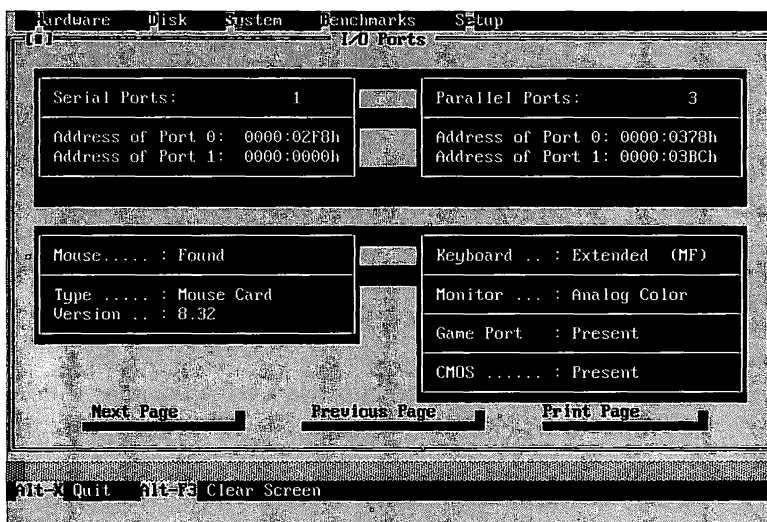 Hardware Disk System Benchmarks Setup
[■] I/O Ports
Serial Ports: 1
Address of Port 0: 0000:02F8h
Address of Port 1: 0000:0000h
Parallel Ports: 3
Address of Port 0: 0000:0378h
Address of Port 1: 0000:03BCh
Mouse..... : Found
Type ..... : Mouse Card
Version .. : 8.32
Keyboard .. : Extended (MF)
Monitor ... : Analog Color
Game Port : Present
CMOS ...... : Present
Next Page Previous Page Print Page
Alt-X Quit Alt-F3 Clear Screen